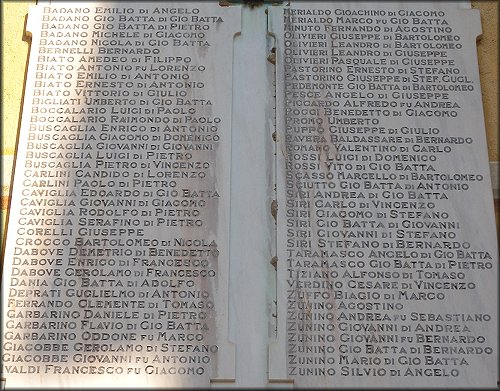 BADANO EMILIO DI ANGELO
BADANO GIO BATTA DI GIO BATTA
BADANO GIO BATTA DI PIETRO
BADANO MICHELE DI GIACOMO
BADANO NICOLA DI GIO BATTA
BERNELLI BERNARDO
BIATO AMEDEO DI FILIPPO
BIATO ANTONIO FU LORENZO
BIATO EMILIO DI ANTONIO
BIATO ERNESTO DI ANTONIO
BIATO VITTORIO DI GIULIO
BIGLIATI UMBERTO DI GIO BATTA
BOCCAROLO LUIGI DI PAOLO
BOCCAROLO RAIMONDO DI PAOLO
BUSCAGLIA ENRICO DI ANTONIO
BUSCAGLIA GIACOMO DI DOMENICO
BUSCAGLIA GIOVANNI DI GIOVANNI
BUSCAGLIA LUIGI DI PIETRO
BUSCAGLIA PIETRO DI VINCENZO
CARLINI CANDIDO DI LORENZO
CARLINI PAOLO DI PIETRO
CAVIGLIA EDOARDO DI GIO BATTA
CAVIGLIA GIOVANNI DI GIACOMO
CAVIGLIA RODOLFO DI PIETRO
CAVIGLIA SERAFINO DI PIETRO
CORELLI GIUSEPPE
CROCCO BARTOLOMEO DI NICOLA
DABOVE DEMETRIO DI BENEDETTO
DABOVE ENRICO DI FRANCESCO
DABOVE GEROLAMO DI FRANCESCO
DANIA GIO BATTA DI ADOLFO
DEPRATI GUGLIELMO DI ANTONIO
FERRANDO CLEMENTE DI TOMASO
GARBARINO DANIELE DI PIETRO
GARBARINO FLAVIO DI GIO BATTA
GARBARINO ODDONE FU MARCO
GIACOBBE GEROLAMO DI STEFANO
GIACOBBE GIOVANNI FU ANTONIO
IVALDI FRANCESCO FU GIACOMO
MERIALDO GIOACHINO DI GIACOMO
MERIALDO MARCO FU GIO BATTA
MINUTO FERNANDO DI AGOSTINO
OLIVIERI GIUSEPPE DI BARTOLOMEO
OLIVIERI LEANDRO DI BARTOLOMEO
OLIVIERI LEANDRO DI GIUSEPPE
OLIVIERI PASQUALE DI GIUSEPPE
PASTORINO ERNESTO DI STEFANO
PASTORINO GIUSEPPE DI STEF. GUGL.
PEDEMONTE GIO BATTA DI BARTOLOMEO
PESCE ANGELO DI GIUSEPPE
PICCARDO ALFREDO FU ANDREA
POGGI BENEDETTO DI GIACOMO
POMO UMBERTO
PUPPO GIUSEPPE DI GIULIO
RAVERA BALDASSARE DI BERNARDO
ROMAIRO VALENTINO DI CARLO
ROSSI LUIGI DI DOMENICO
ROSSI VITO DI GIO BATTA
SCASSO MARCELLO DI BARTOLOMEO
SCIUTTO GIO BATTA DI ANTONIO
SIRI ANDREA DI GIO BATTA
SIRI CARLO DI VINCENZO
SIRI GIACOMO DI STEFANO
SIRI GIO BATTA DI GIOVANNI
SIRI GIOVANNI DI STEFANO
SIRI STEFANO DI BERNARDO
TARAMASCO ANGELO DI GIO BATTA
TARAMASCO GIO BATTA DI PIETRO
TIZIANO ALFONSO DI TOMASO
VERDINO CESARE DI VINCENZO
ZUFFO BIAGIO DI MARCO
ZUNINO AGOSTINO
ZUNINO ANDREA FU SEBASTIANO
ZUNINO GIOVANNI DI ANDREA
ZUNINO GIOVANNI FU BERNARDO
ZUNINO GIO BATTA DI BERNARDO
ZUNINO MARIO DI GIO BATTA
ZUNINO SILVIO DI ANGELO